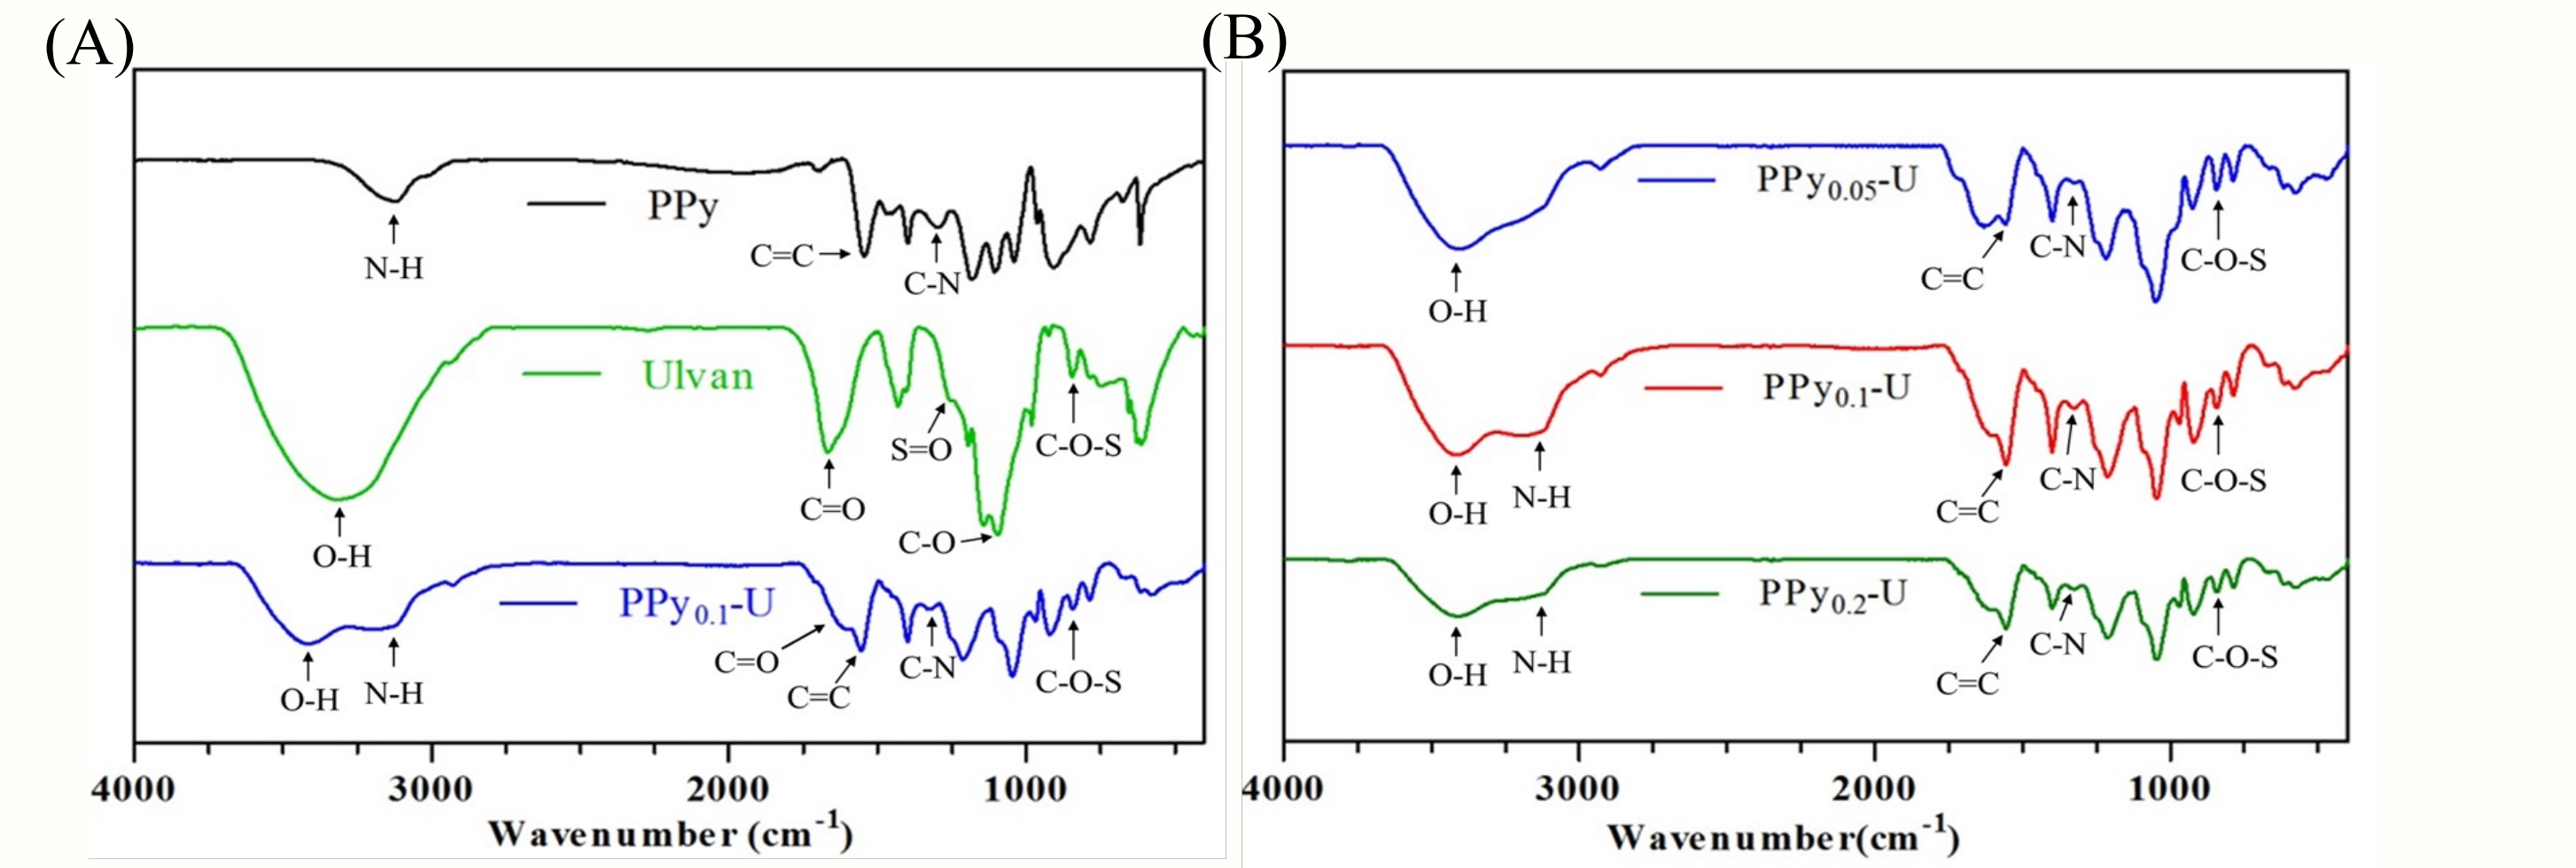 (A)
PPy
N-H
C=C
C-N
Ulvan
O-H
C=O
S=O
C-O
C-O-S
PPy0.1-U
O-H
N-H
C=O
C=C
C-N
C-O-S
4000 3000 2000 1000
Wavenumber (cm-1)
(B)
PPy0.05-U
O-H
C=C
C-N
C-O-S
PPy0.1-U
O-H
N-H
C=C
C-N
C-O-S
PPy0.2-U
O-H
N-H
C=C
C-N
C-O-S
4000 3000 2000 1000
Wavenumber(cm-1)